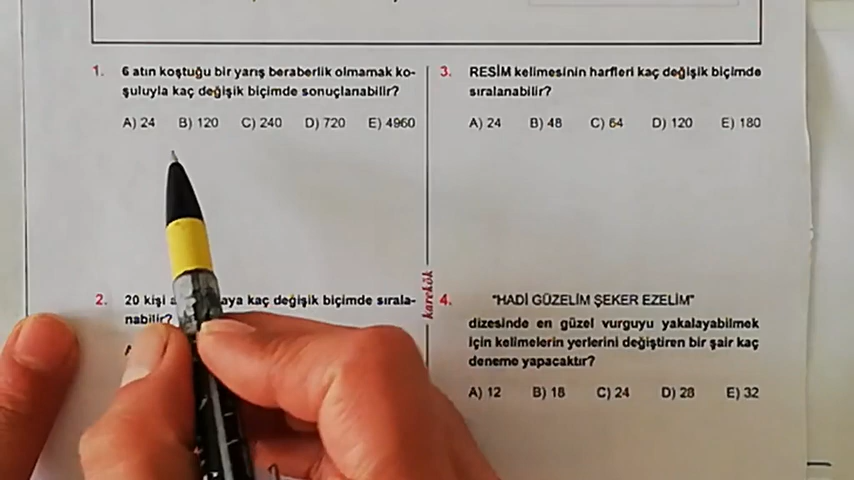 1. 6 atın koştuğu bir yarış beraberlik olmamak ko-
şuluyla kaç değişik biçimde sonuçlanabilir?
A) 24 B) 120 C) 240 D) 720 E) 4960
2. 20 kişi kaç değişik biçimde sırala-
nabilir?
karekök
3. RESİM kelimesinin harfleri kaç değişik biçimde
sıralanabilir?
A) 24 B) 48 C) 64 D) 120 E) 180
4. "HADİ GÜZELİM ŞEKER EZELİM"
dizesinde en güzel vurguyu yakalayabilmek
için kelimelerin yerlerini değiştiren bir şair kaç
deneme yapacaktır?
A) 12 B) 18 C) 24 D) 28 E) 32